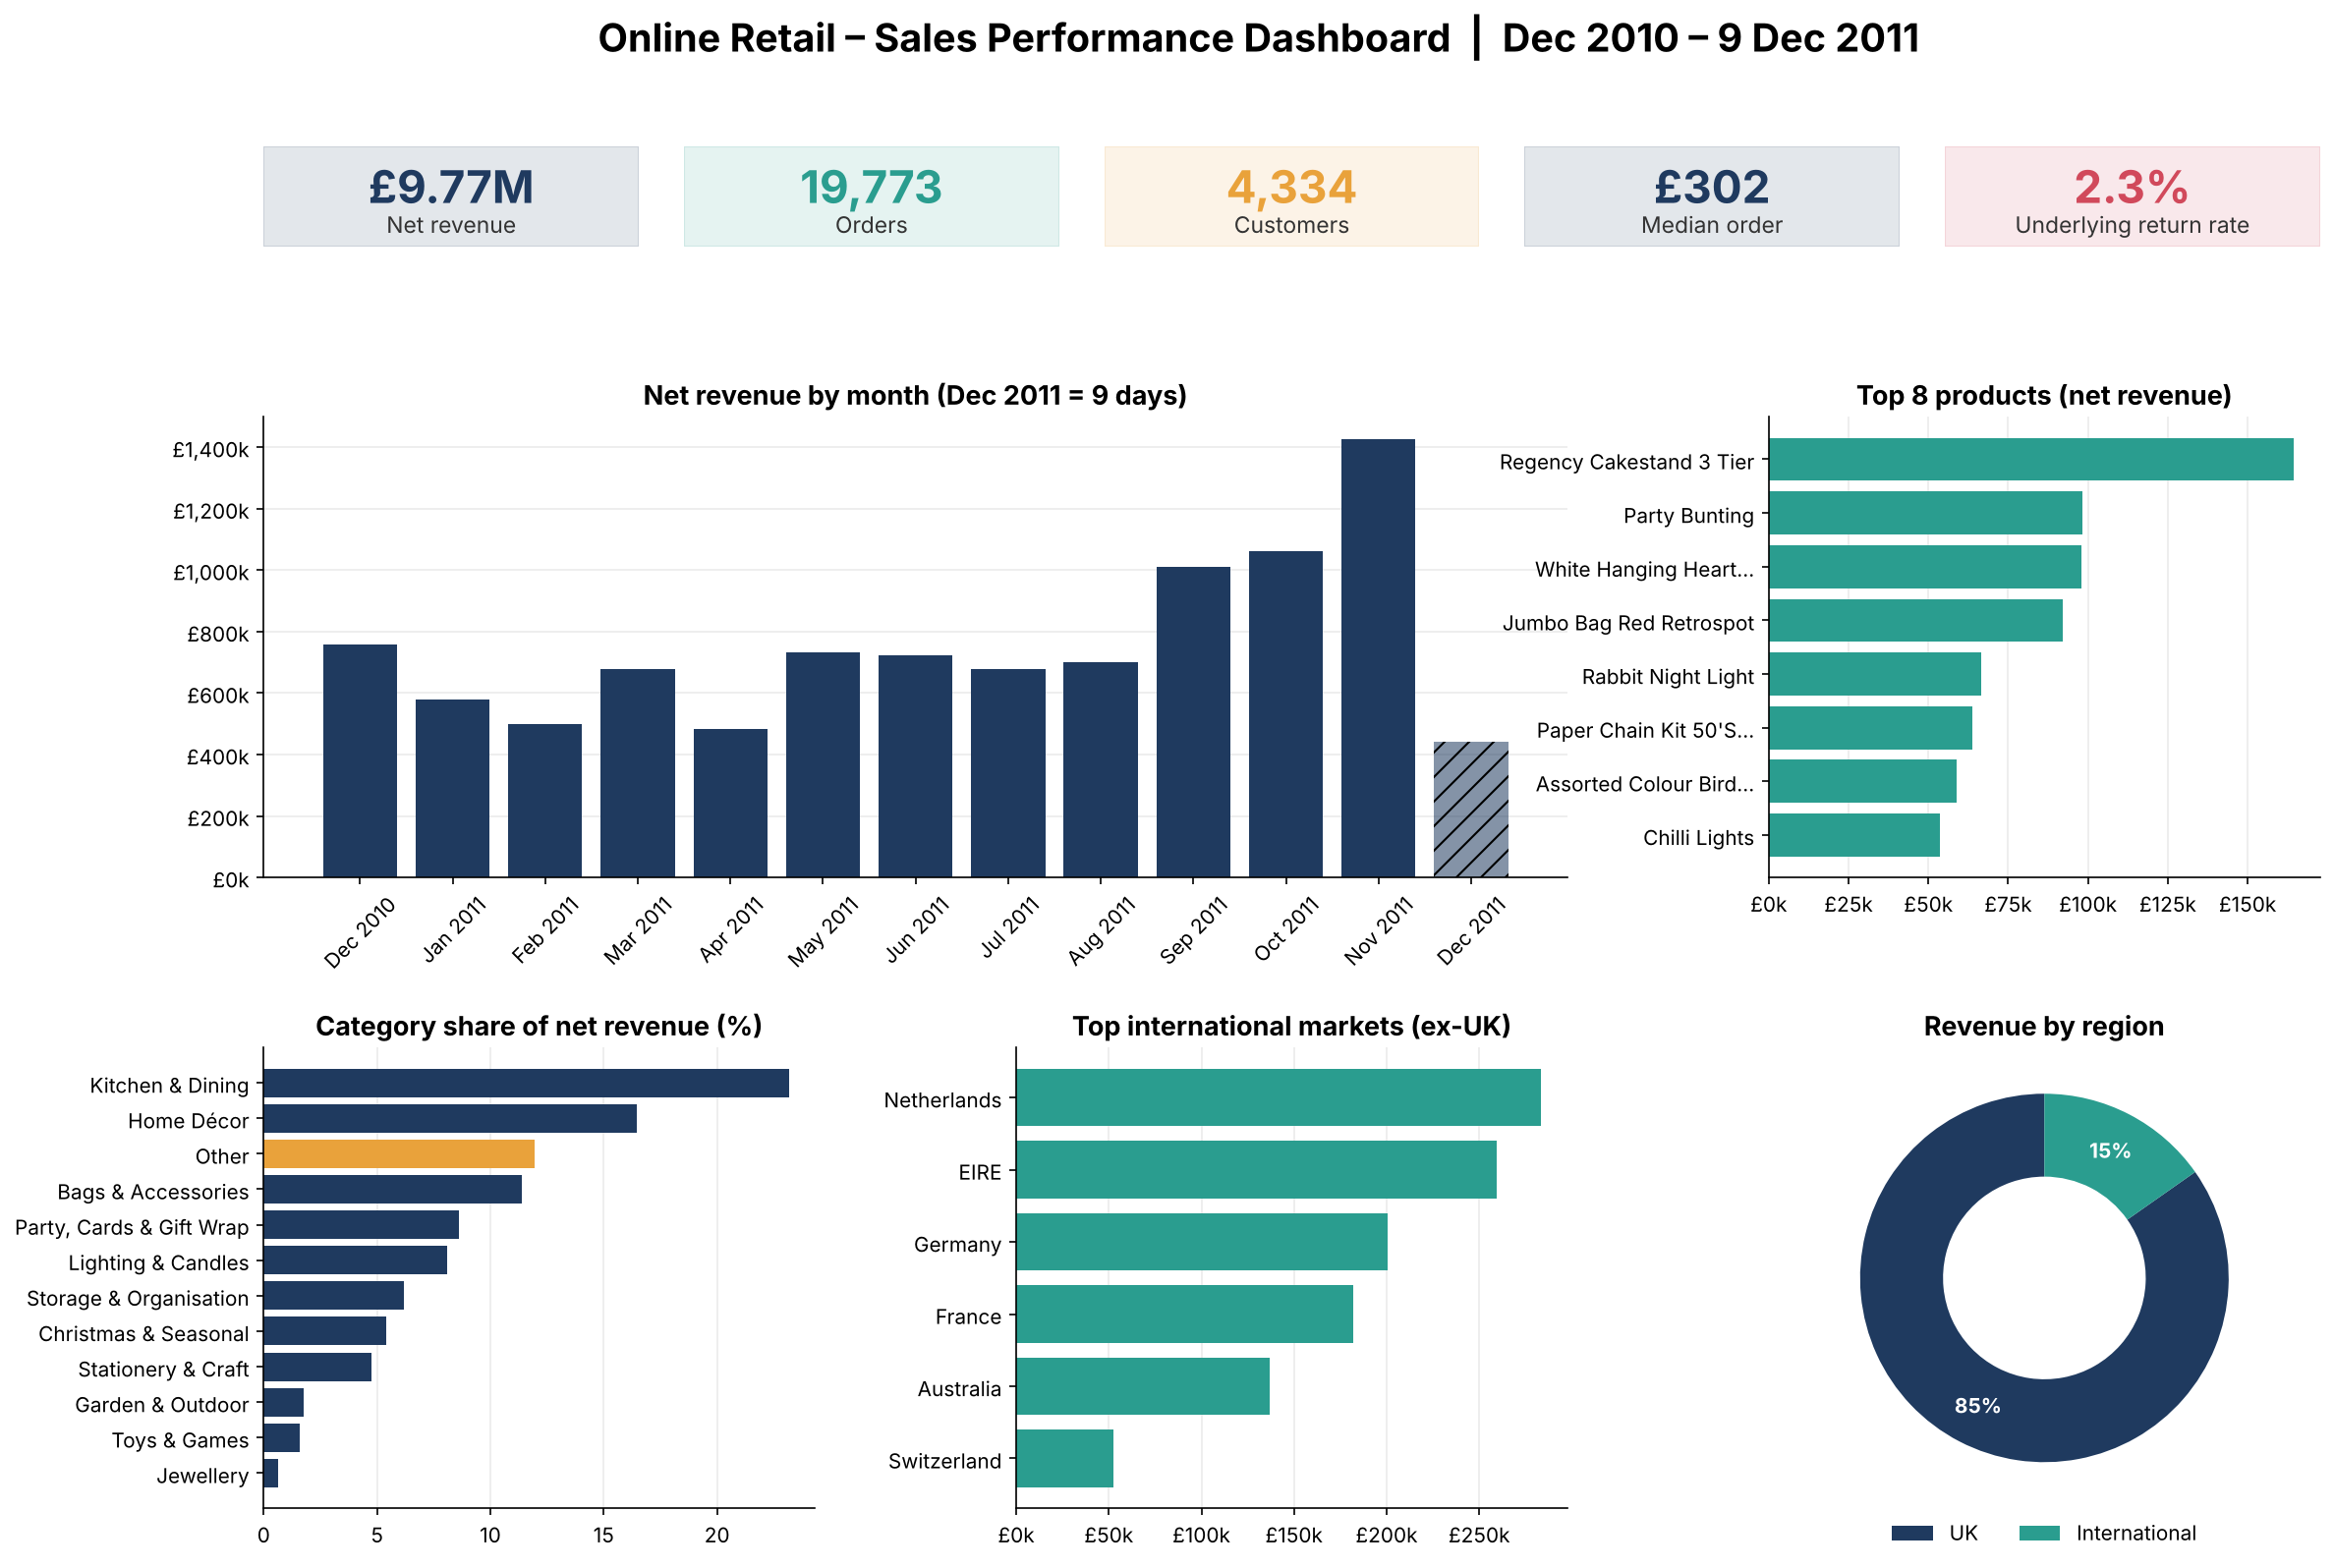 Online Retail – Sales Performance Dashboard | Dec 2010 – 9 Dec 2011
£9.77M
Net revenue
19,773
Orders
4,334
Customers
£302
Median order
2.3%
Underlying return rate
Net revenue by month (Dec 2011 = 9 days)
£1,400k
£1,200k
£1,000k
£800k
£600k
£400k
£200k
£0k
Dec 2010
Jan 2011
Feb 2011
Mar 2011
Apr 2011
May 2011
Jun 2011
Jul 2011
Aug 2011
Sep 2011
Oct 2011
Nov 2011
Dec 2011
Top 8 products (net revenue)
Regency Cakestand 3 Tier
Party Bunting
White Hanging Heart...
Jumbo Bag Red Retrospot
Rabbit Night Light
Paper Chain Kit 50'S...
Assorted Colour Bird...
Chilli Lights
£0k
£25k
£50k
£75k
£100k
£125k
£150k
Category share of net revenue (%)
Kitchen & Dining
Home Décor
Other
Bags & Accessories
Party, Cards & Gift Wrap
Lighting & Candles
Storage & Organisation
Christmas & Seasonal
Stationery & Craft
Garden & Outdoor
Toys & Games
Jewellery
0
5
10
15
20
Top international markets (ex-UK)
Netherlands
EIRE
Germany
France
Australia
Switzerland
£0k
£50k
£100k
£150k
£200k
£250k
Revenue by region
15%
85%
UK
International